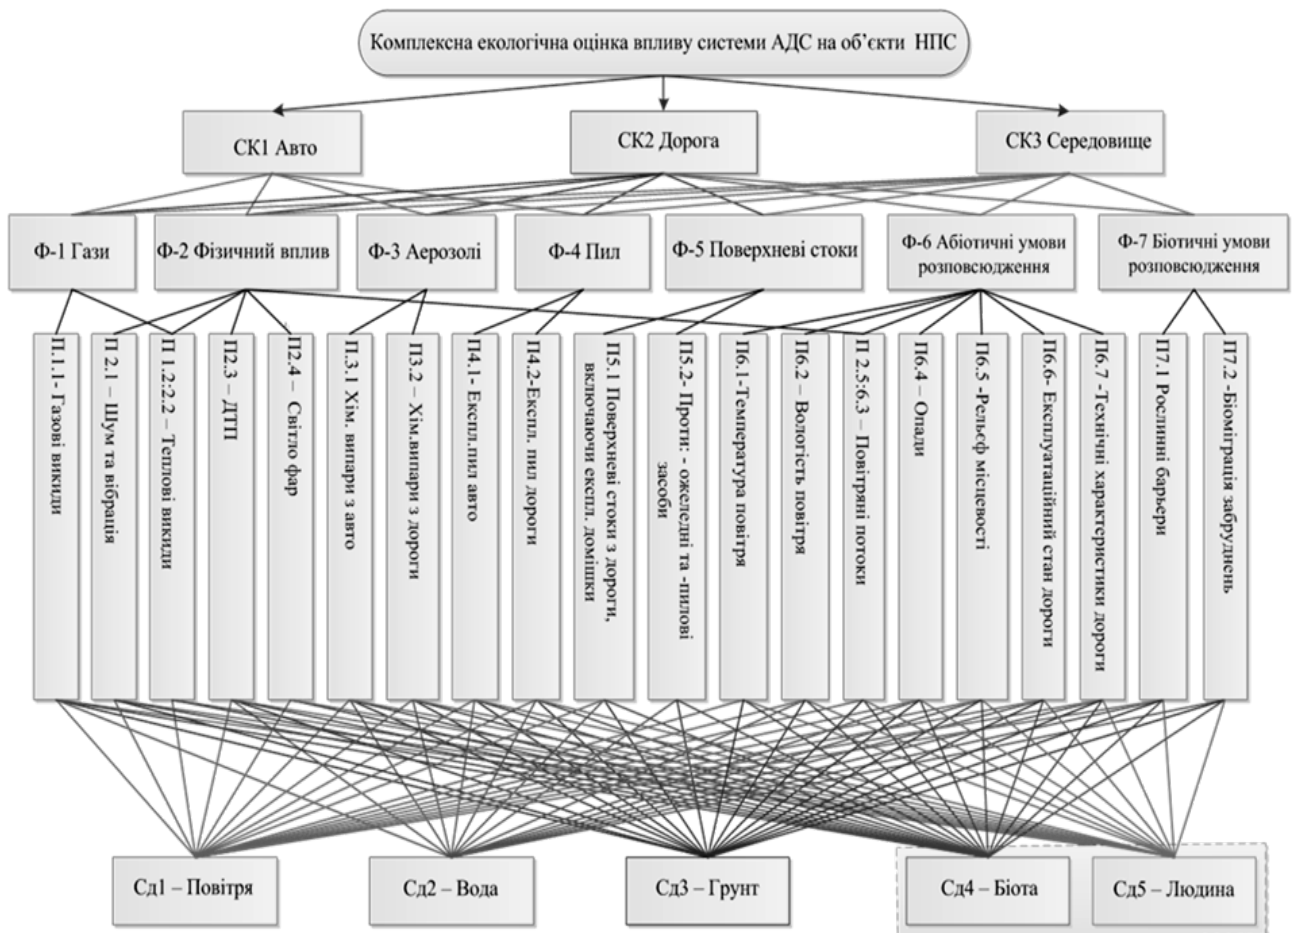 Комплексна екологічна оцінка впливу системи АДС на об’єкти НПС
СК1 Авто
СК2 Дорога
СК3 Середовище
Ф-1 Гази
Ф-2 Фізичний вплив
Ф-3 Аерозолі
Ф-4 Пил
Ф-5 Поверхневі стоки
Ф-6 Абіотичні умови
розповсюдження
Ф-7 Біотичні умови
розповсюдження
П.1.1- Газові викиди
П 2.1 – Шум та вібрація
П 1.2:2.2 – Теплові викиди
П2.3 – ДТП
П2.4 – Світло фар
П.3.1 Хім. випари з авто
П3.2 – Хім.випари з дороги
П4.1- Експл.пил авто
П4.2-Експл. пил дороги
П5.1 Поверхневі стоки з дороги,
включаючи експл. домішки
П5.2- Проти: - ожеледні та -пилові
засоби
П6.1-Температура повітря
П6.2 – Вологість повітря
П 2.5:6.3 – Повітряні потоки
П6.4 – Опади
П6.5 -Рельєф місцевості
П6.6- Експлуатаційний стан дороги
П6.7 -Технічні характеристики дороги
П7.1 Рослинні барьери
П7.2 -Біоміграція забруднень
Сд1 – Повітря
Сд2 – Вода
Сд3 – Грунт
Сд4 – Біота
Сд5 – Людина